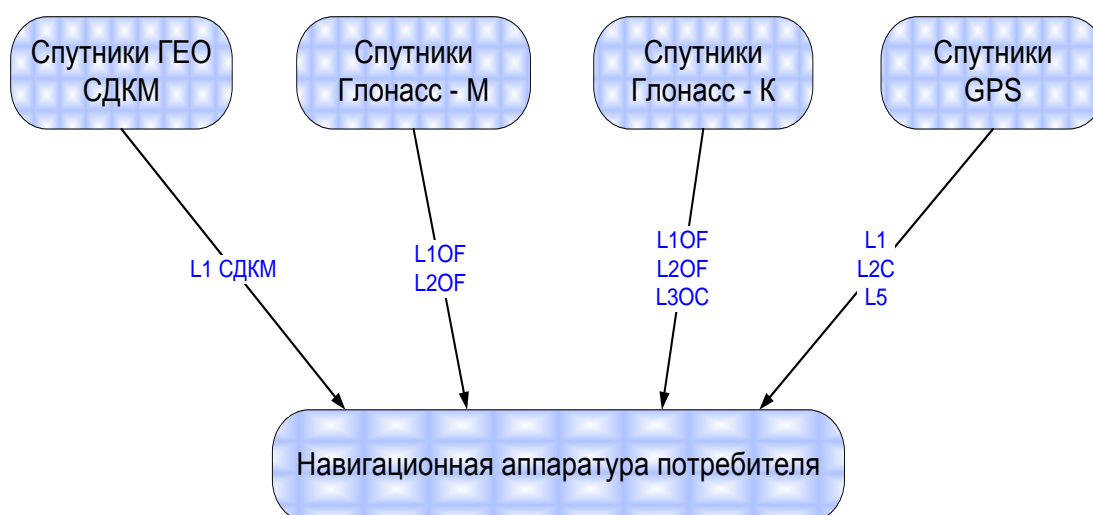 Спутники ГЕО
СДКМ
Спутники
Глонасс - М
Спутники
Глонасс - К
Спутники
GPS
L1 СДКМ
L1OF
L2OF
L1OF
L2OF
L3OC
L1
L2C
L5
Навигационная аппаратура потребителя